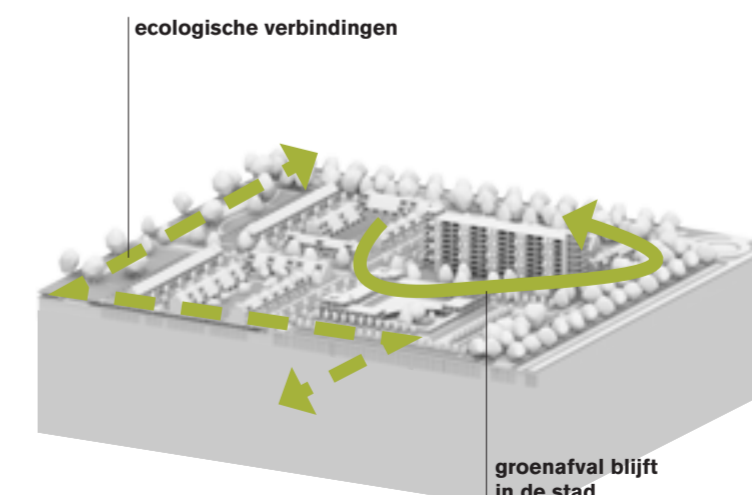 ecologische verbindingen
groenafval blijft
in de stad